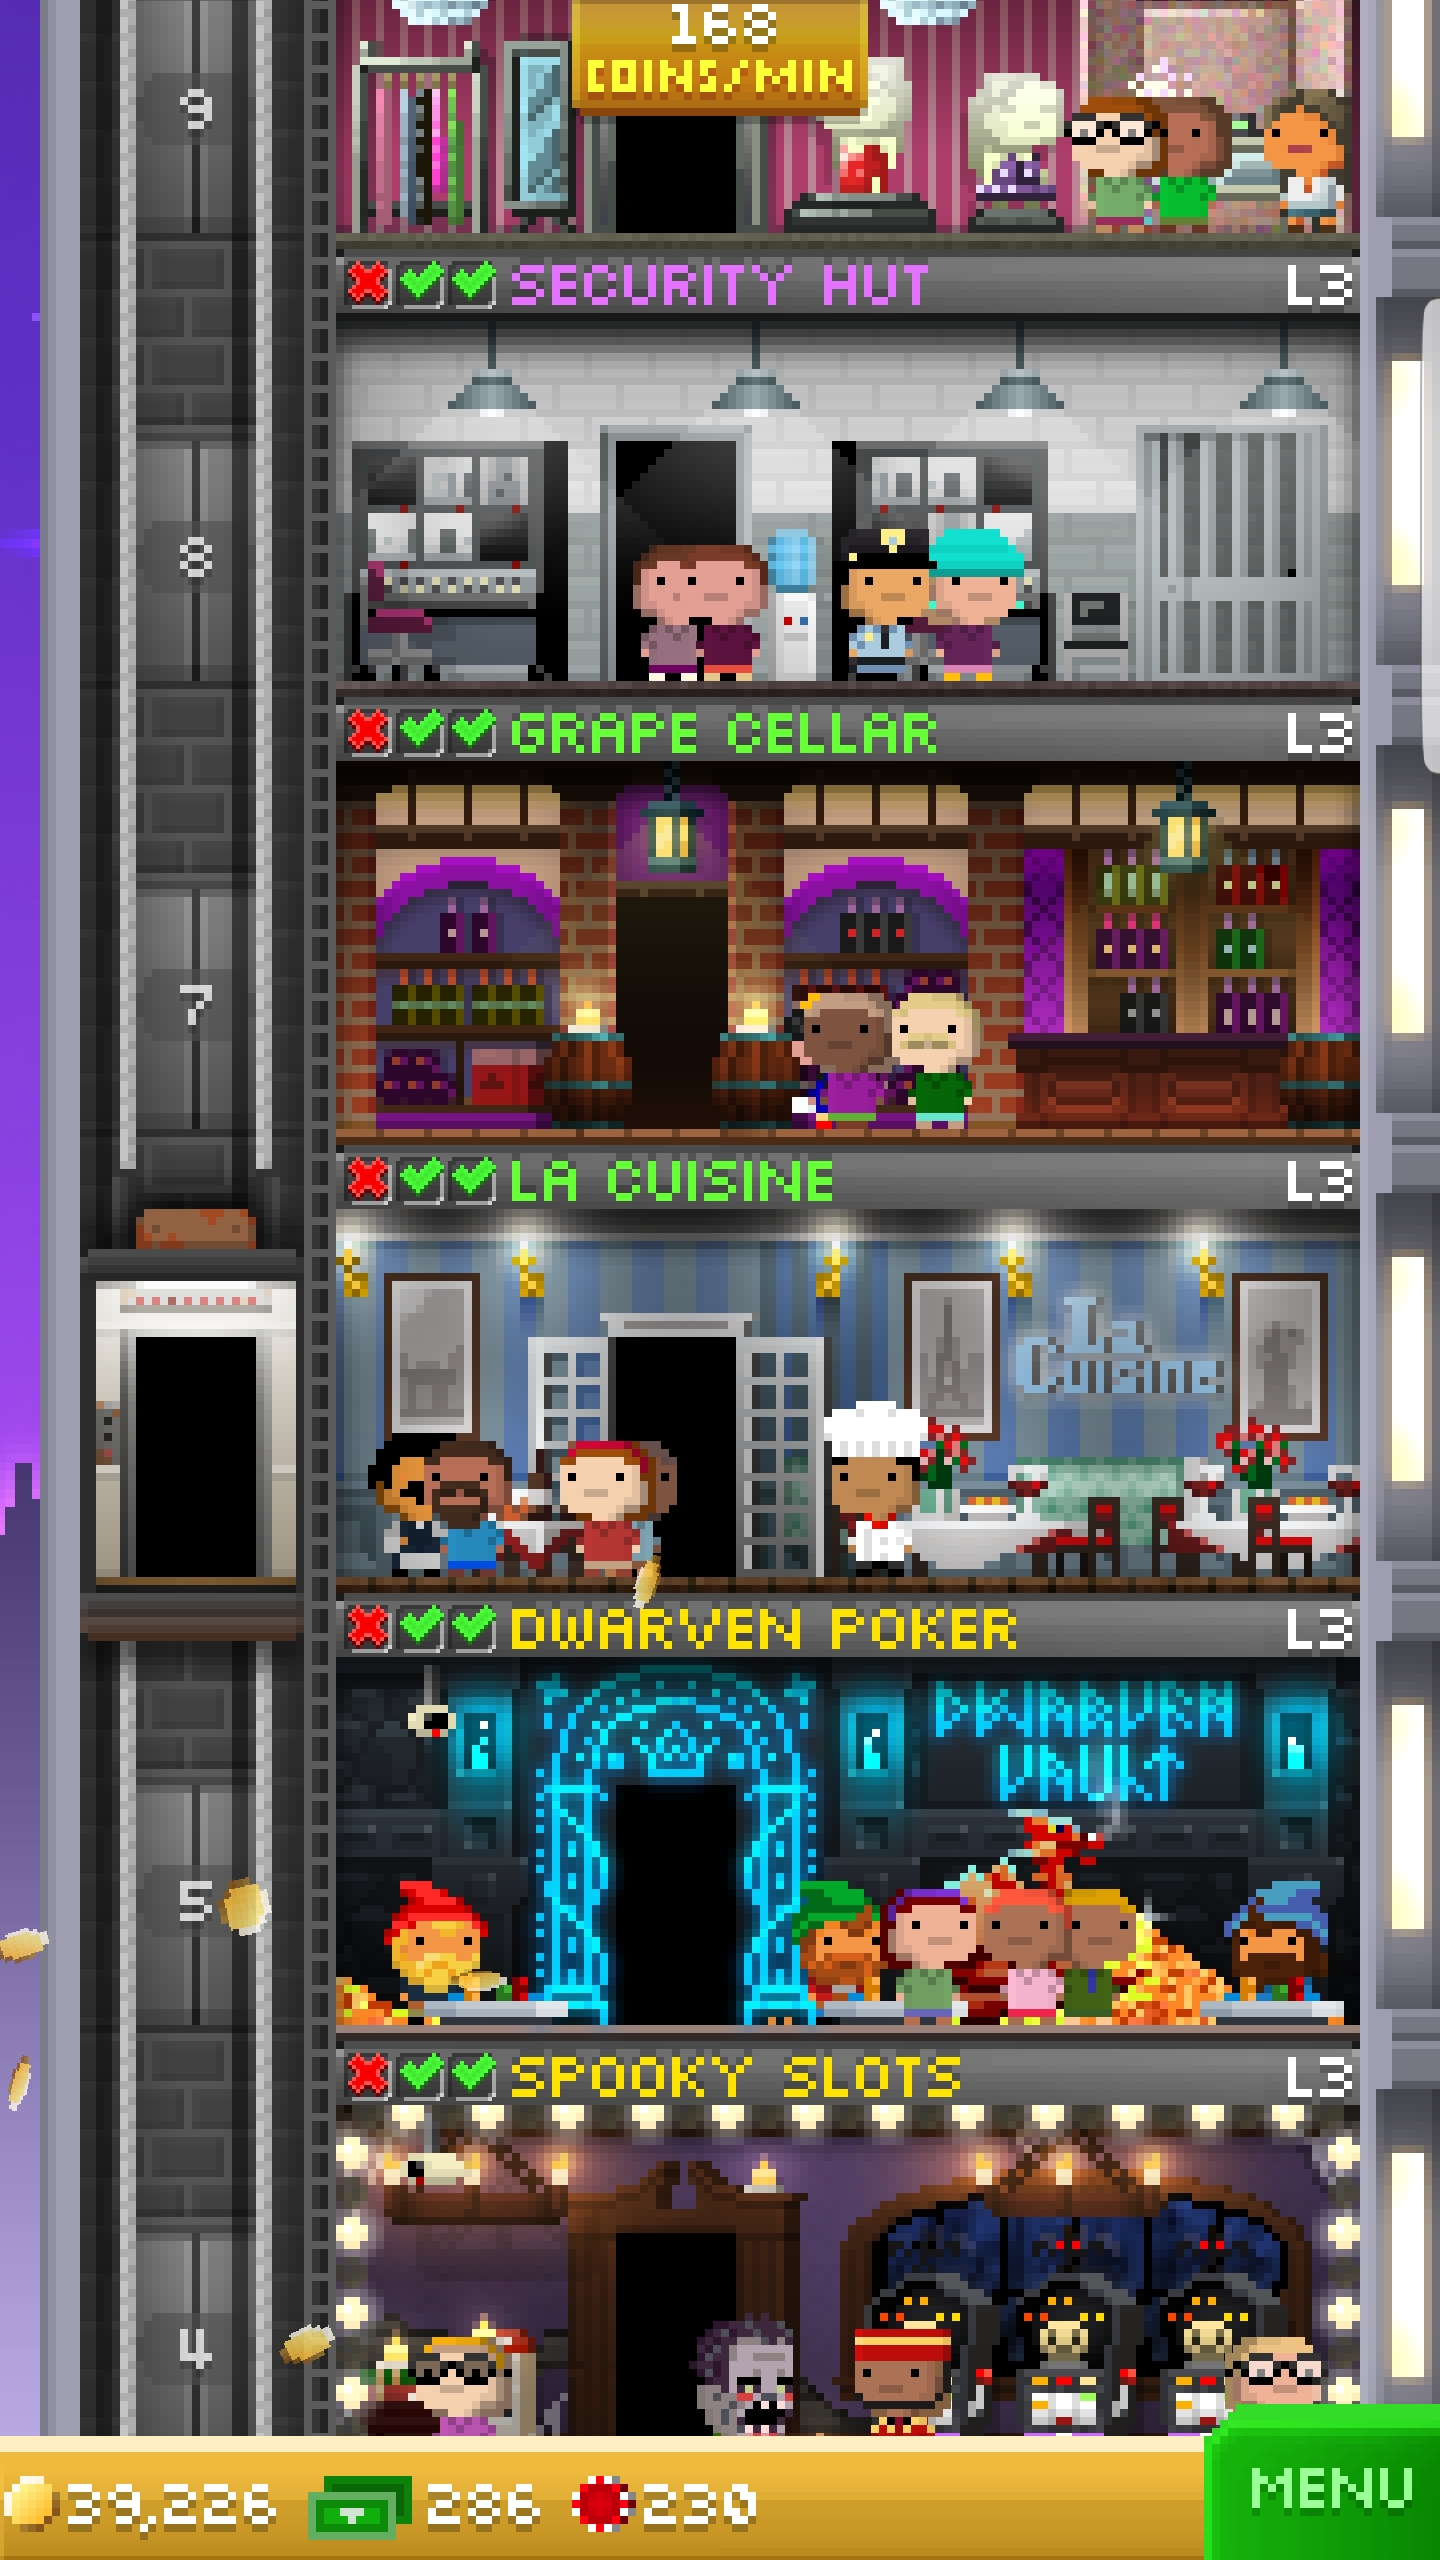 168
COINS/MIN
9
SECURITY HUT L3
8
GRAPE CELLAR L3
7
LA CUISINE L3
La
Cuisine
DWARVEN POKER L3
DWARVEN
VAULT
5
SPOOKY SLOTS L3
4
39,226 286 230 MENU